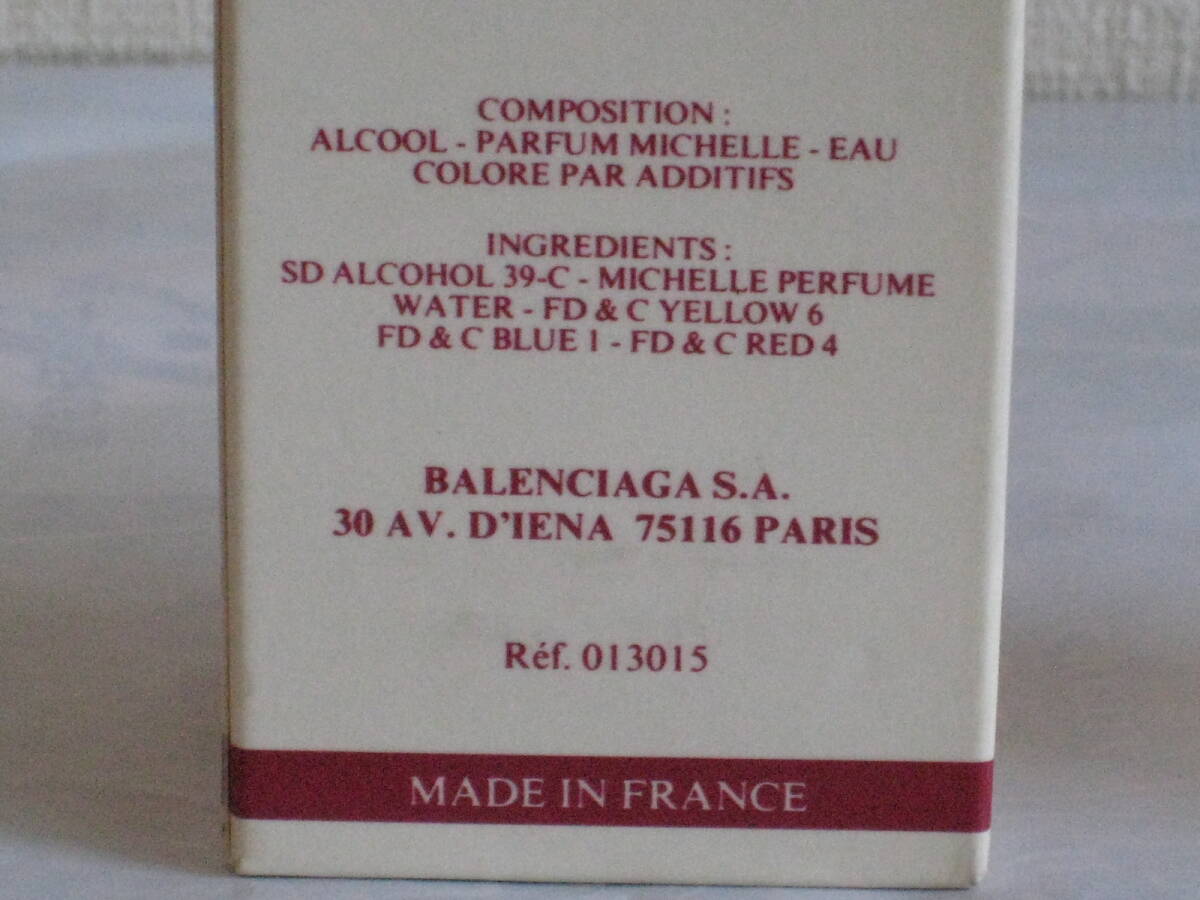 COMPOSITION :
ALCOOL - PARFUM MICHELLE - EAU
COLORE PAR ADDITIFS
INGREDIENTS :
SD ALCOHOL 39-C - MICHELLE PERFUME
WATER - FD & C YELLOW 6
FD & C BLUE 1 - FD & C RED 4
BALENCIAGA S.A.
30 AV. D'IENA 75116 PARIS
Réf. 013015
MADE IN FRANCE